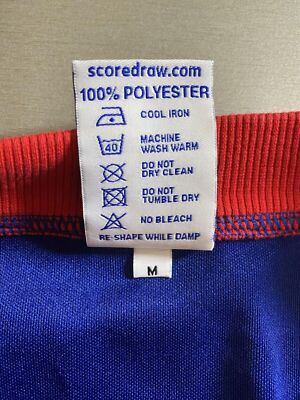 scoredraw.com
100% POLYESTER
COOL IRON
40
MACHINE
WASH WARM
DO NOT
DRY CLEAN
DO NOT
TUMBLE DRY
NO BLEACH
RE-SHAPE WHILE DAMP
M